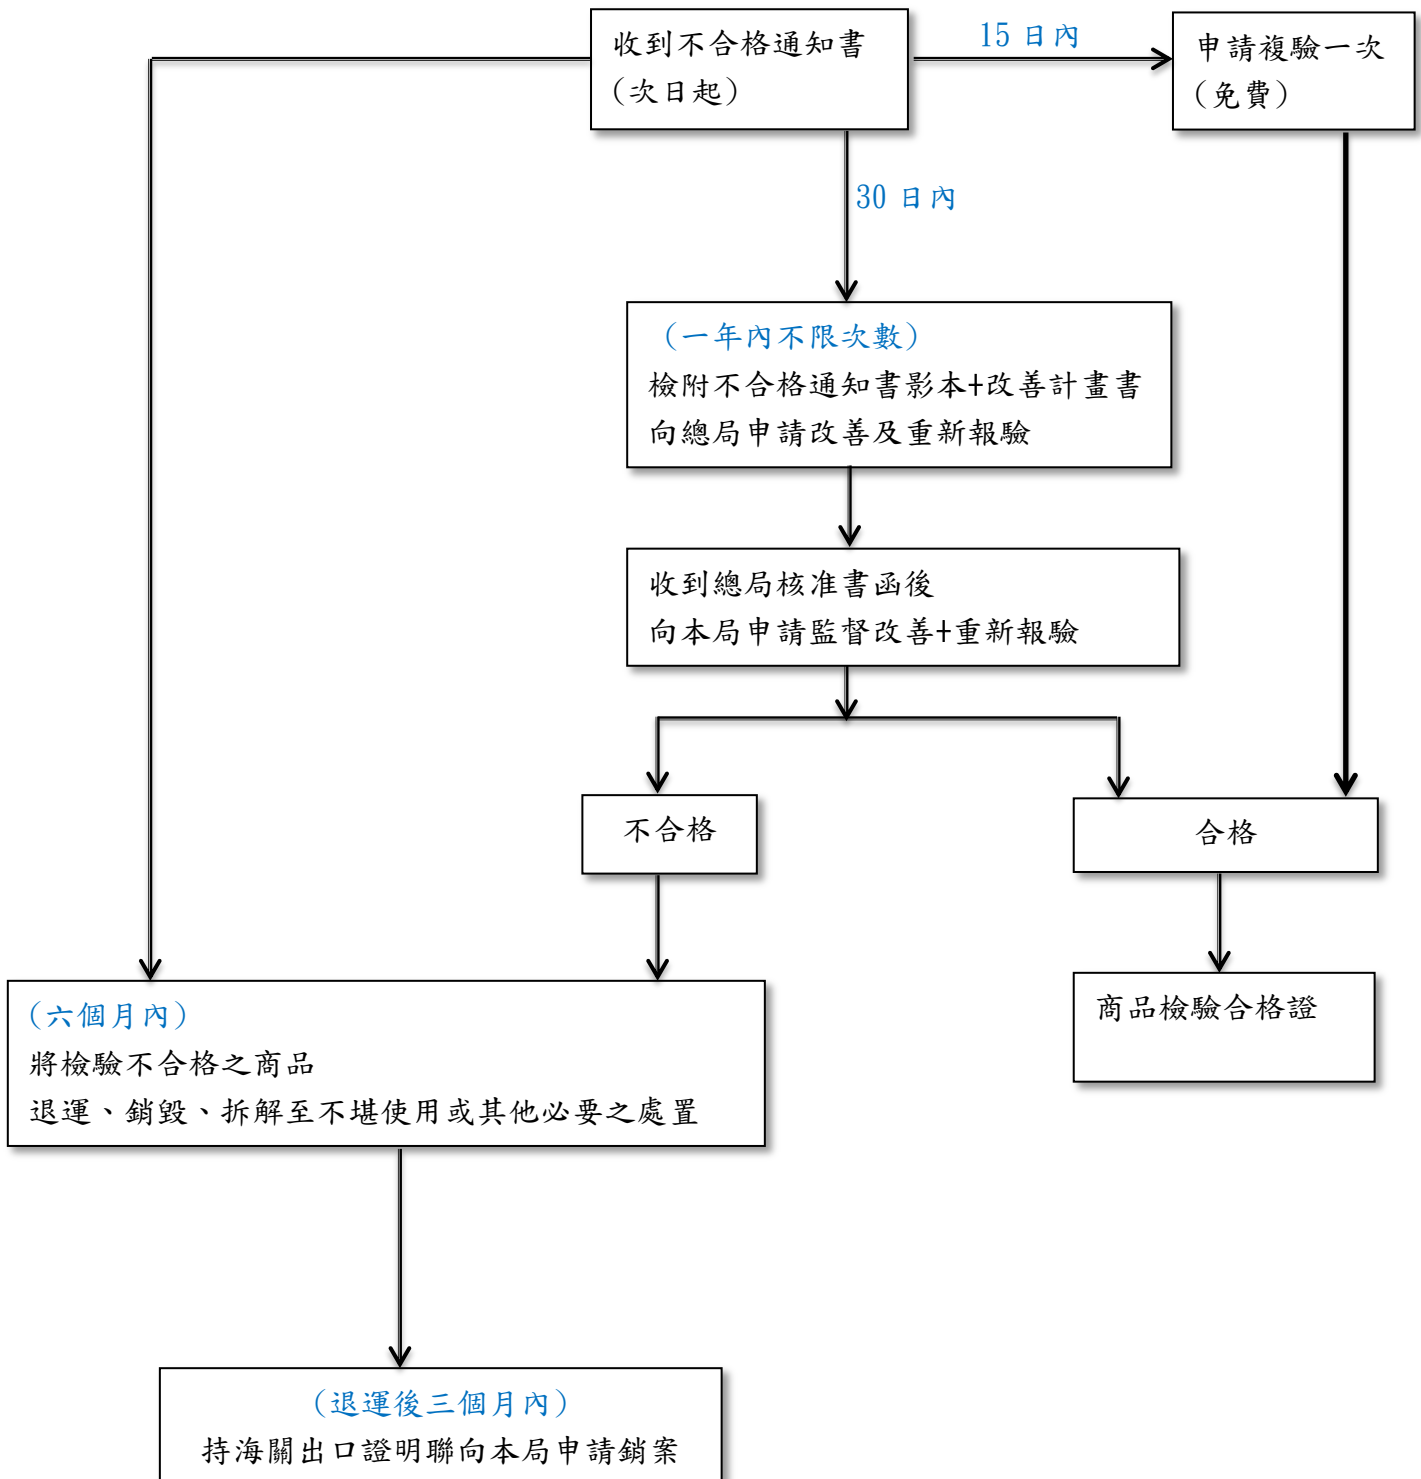 收到不合格通知書
(次日起)
15 日內
申請複驗一次
(免費)
30 日內
(一年內不限次數)
檢附不合格通知書影本+改善計畫書
向總局申請改善及重新報驗
收到總局核准書函後
向本局申請監督改善+重新報驗
不合格
合格
(六個月內)
將檢驗不合格之商品
退運、銷毀、拆解至不堪使用或其他必要之處置
商品檢驗合格證
(退運後三個月內)
持海關出口證明聯向本局申請銷案